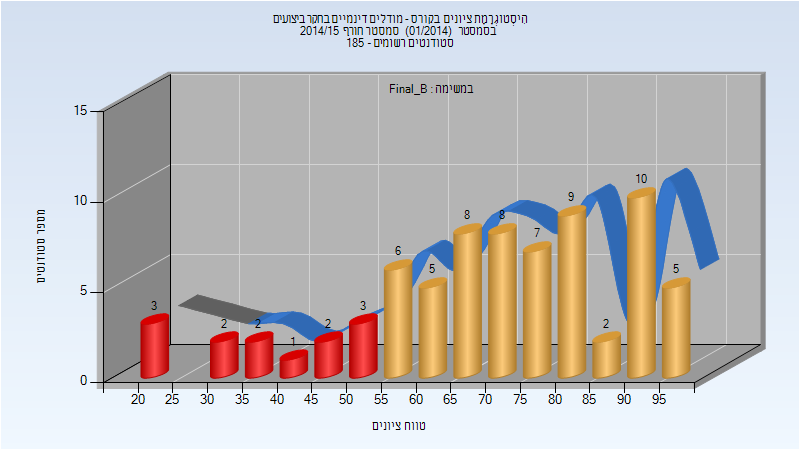 היסטוגרמת ציונים בקורס - מודלים דינמיים בחקר ביצועים
בסמסטר (01/2014) סמסטר חורף 2014/15
סטודנטים רשומים - 185
במשימה : Final_B
מספר סטודנטים
15
10
5
0
3
2
2
1
2
3
6
5
8
8
7
9
2
10
5
20 25 30 35 40 45 50 55 60 65 70 75 80 85 90 95
טווח ציונים